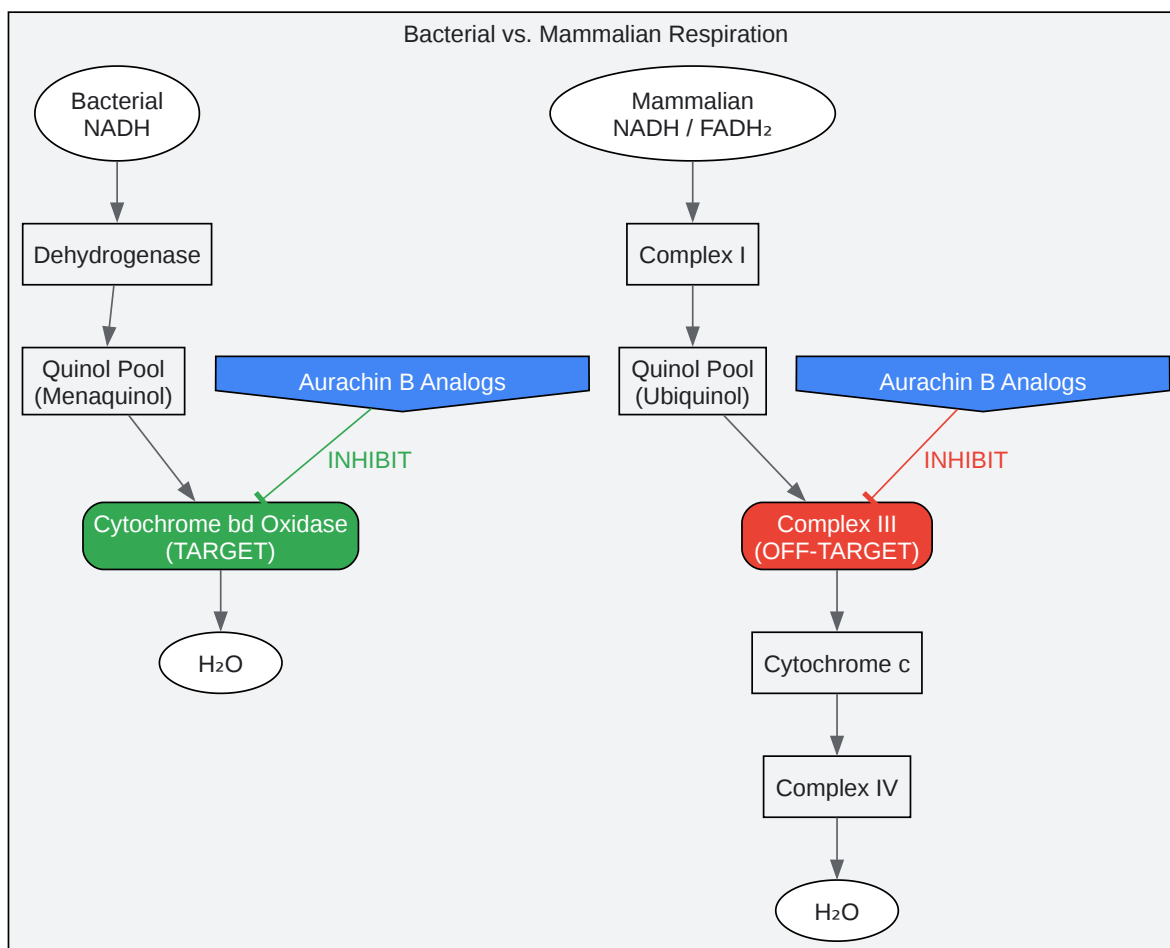 Bacterial vs. Mammalian Respiration
Bacterial
NADH
Dehydrogenase
Quinol Pool
(Menaquinol)
Aurachin B Analogs
INHIBIT
Cytochrome bd Oxidase
(TARGET)
H₂O
Mammalian
NADH / FADH₂
Complex I
Quinol Pool
(Ubiquinol)
Aurachin B Analogs
INHIBIT
Complex III
(OFF-TARGET)
Cytochrome c
Complex IV
H₂O